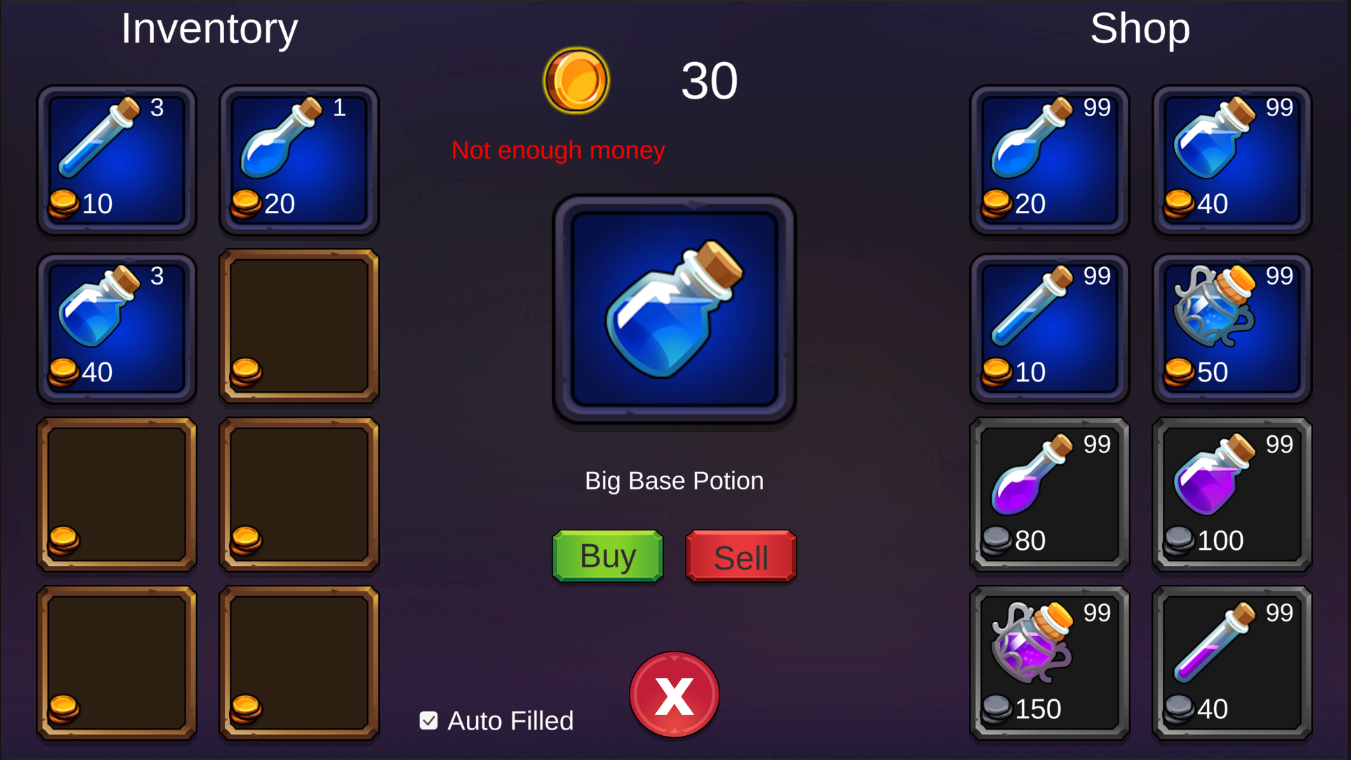 Inventory
Shop
30
Not enough money
3
10
1
20
3
40
Big Base Potion
Buy
Sell
Auto Filled
X
99
20
99
40
99
10
99
50
99
80
99
100
99
150
99
40